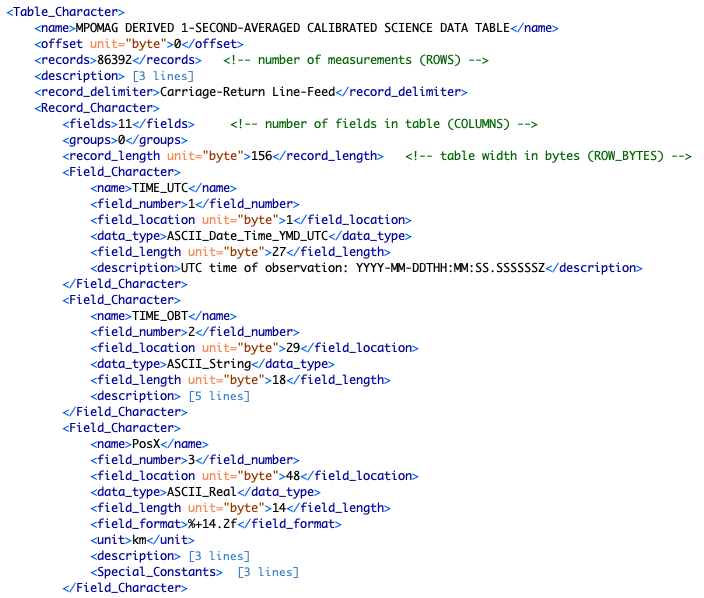 <Table_Character>
<name>MPOMAG DERIVED 1-SECOND-AVERAGED CALIBRATED SCIENCE DATA TABLE</name>
<offset unit="byte">0</offset>
<records>86392</records>   <!-- number of measurements (ROWS) -->
<description> [3 lines]
<record_delimiter>Carriage-Return Line-Feed</record_delimiter>
<Record_Character>
<fields>11</fields>     <!-- number of fields in table (COLUMNS) -->
<groups>0</groups>
<record_length unit="byte">156</record_length>   <!-- table width in bytes (ROW_BYTES) -->
<Field_Character>
<name>TIME_UTC</name>
<field_number>1</field_number>
<field_location unit="byte">1</field_location>
<data_type>ASCII_Date_Time_YMD_UTC</data_type>
<field_length unit="byte">27</field_length>
<description>UTC time of observation: YYYY-MM-DDTHH:MM:SS.SSSSSSZ</description>
</Field_Character>
<Field_Character>
<name>TIME_OBT</name>
<field_number>2</field_number>
<field_location unit="byte">29</field_location>
<data_type>ASCII_String</data_type>
<field_length unit="byte">18</field_length>
<description> [5 lines]
</Field_Character>
<Field_Character>
<name>PosX</name>
<field_number>3</field_number>
<field_location unit="byte">48</field_location>
<data_type>ASCII_Real</data_type>
<field_length unit="byte">14</field_length>
<field_format>%+14.2f</field_format>
<unit>km</unit>
<description> [3 lines]
<Special_Constants>  [3 lines]
</Field_Character>